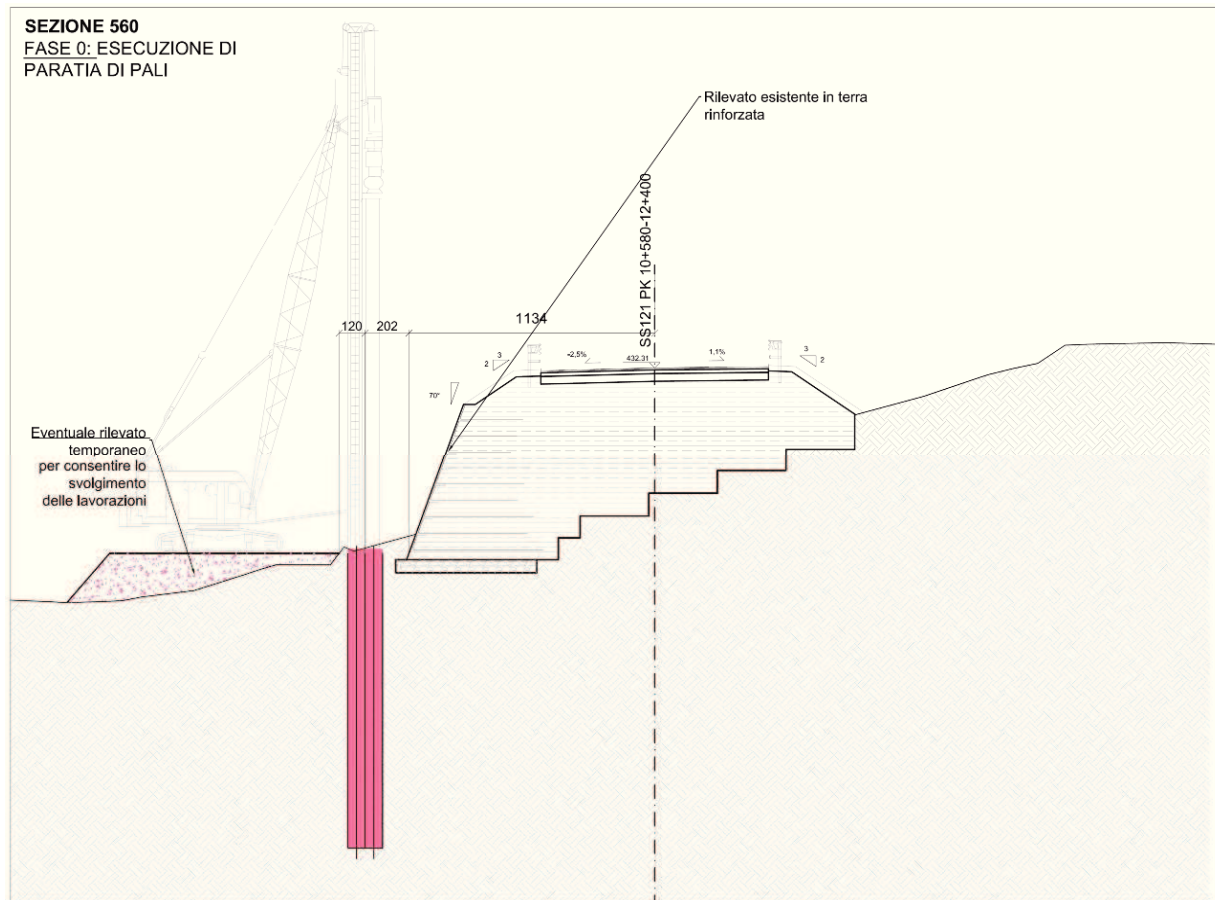 SEZIONE 560
FASE 0: ESECUZIONE DI
PARATIA DI PALI
Rilevato esistente in terra
rinforzata
SS121 PK 10+580-12+400
120
202
1134
3
2
-2,5%
432.31
1,1%
3
2
70°
Eventuale rilevato
temporaneo
per consentire lo
svolgimento
delle lavorazioni